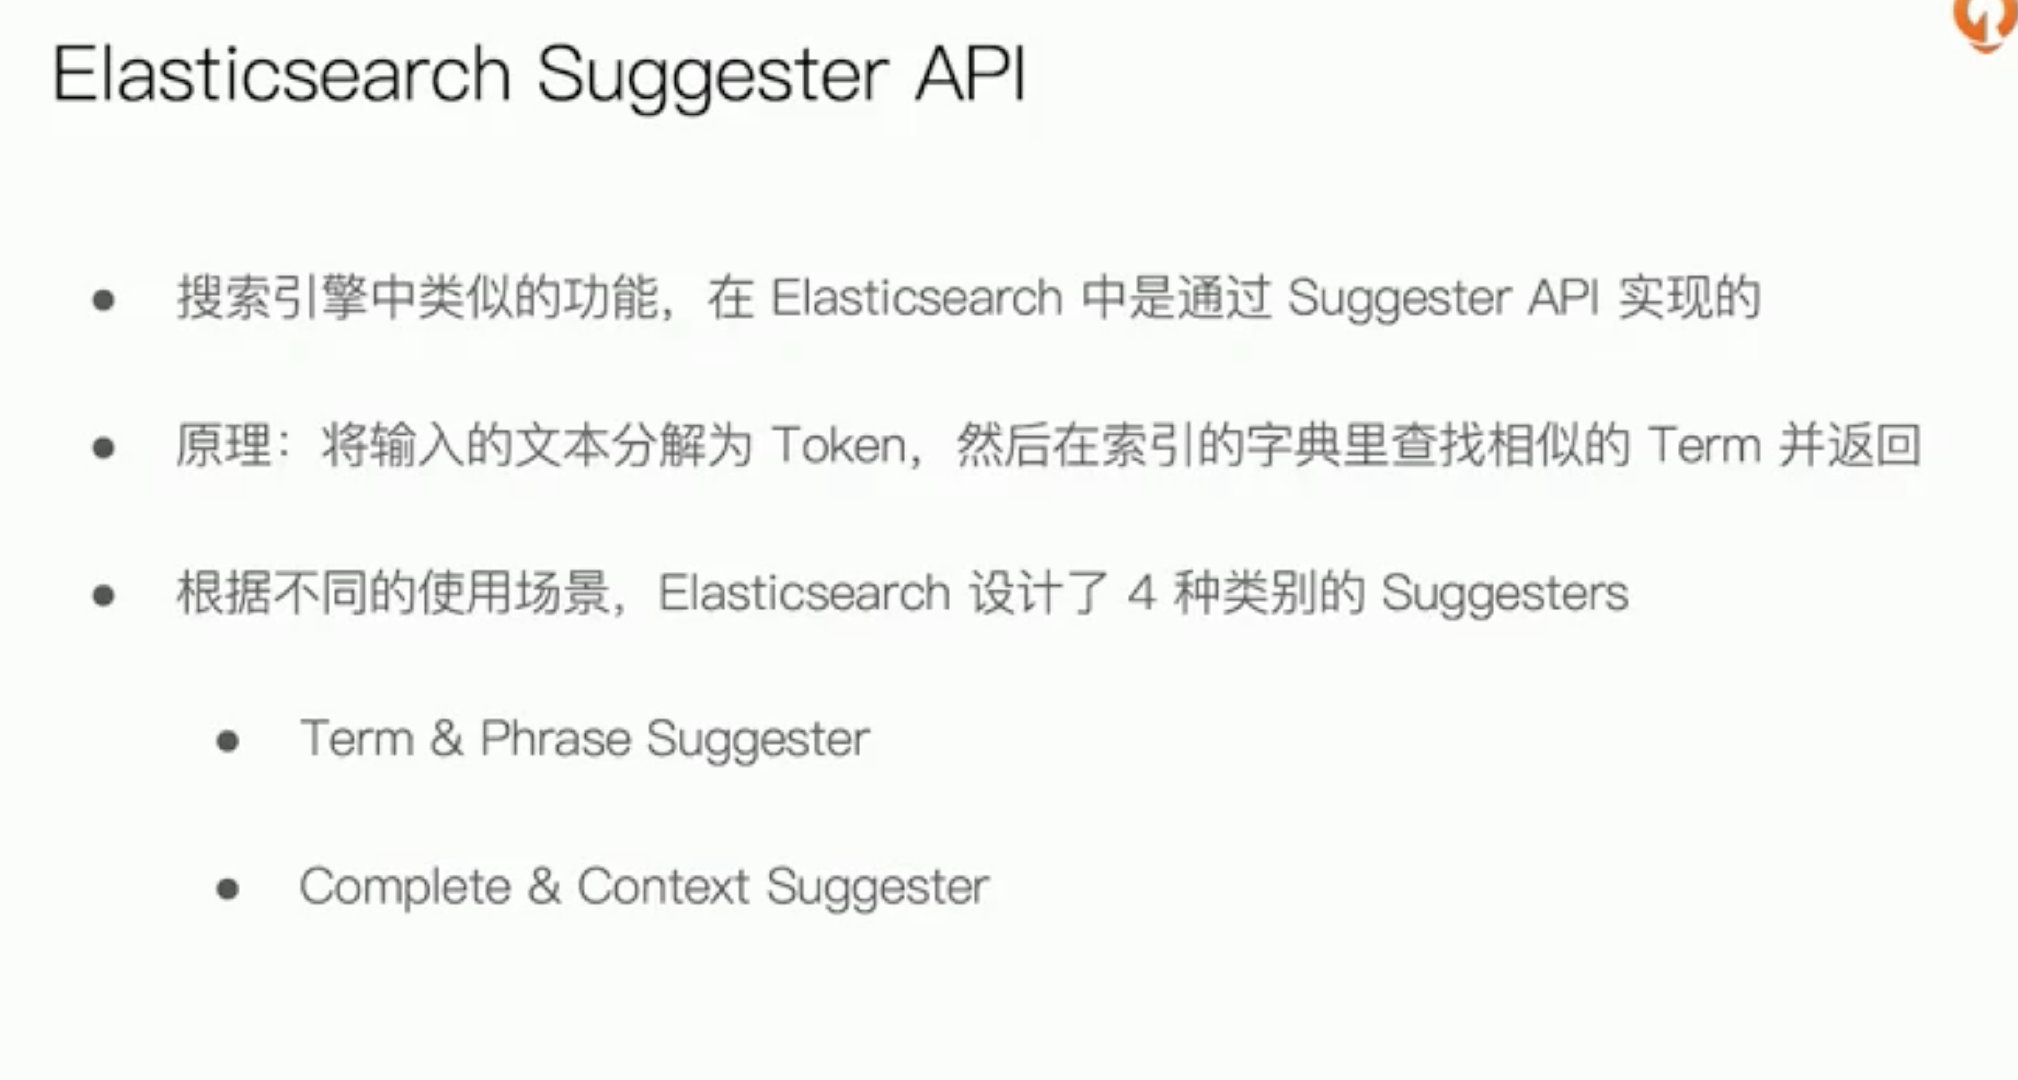 Elasticsearch Suggester API
● 搜索引擎中类似的功能，在 Elasticsearch 中是通过 Suggester API 实现的
● 原理：将输入的文本分解为 Token，然后在索引的字典里查找相似的 Term 并返回
● 根据不同的使用场景，Elasticsearch 设计了 4 种类别的 Suggesters
● Term & Phrase Suggester
● Complete & Context Suggester